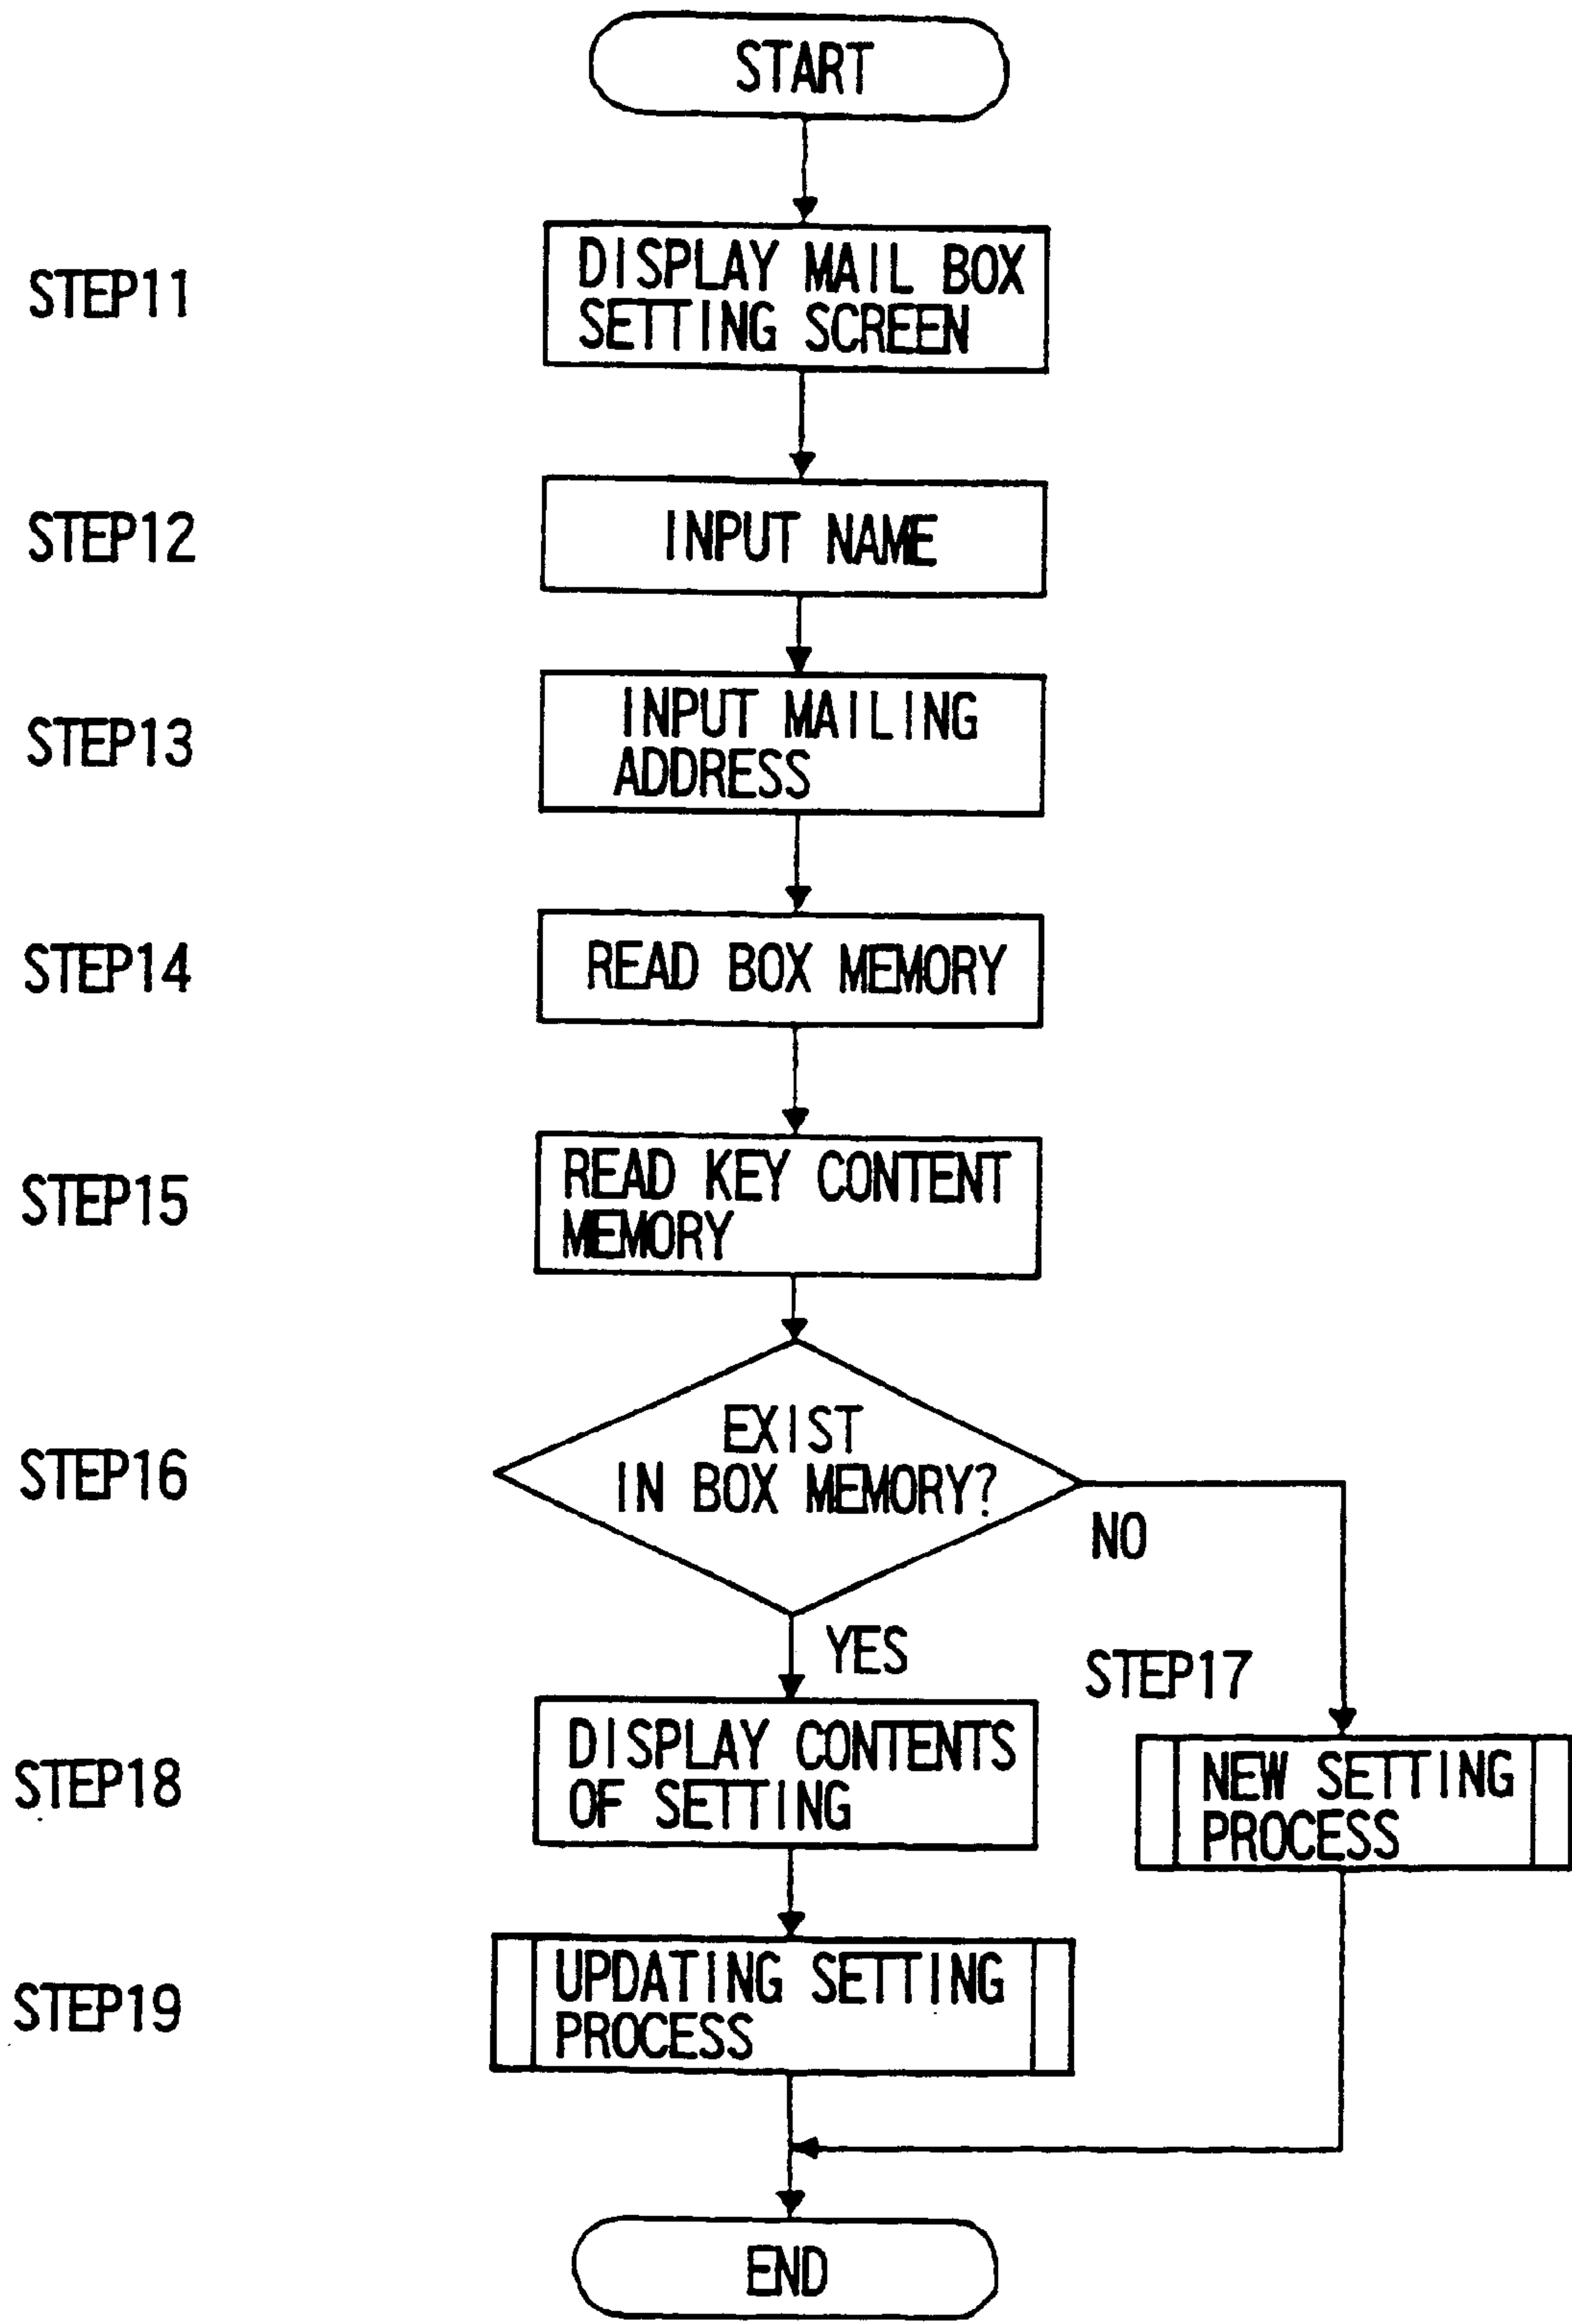 START
STEP11
DISPLAY MAIL BOX
SETTING SCREEN
STEP12
INPUT NAME
STEP13
INPUT MAILING
ADDRESS
STEP14
READ BOX MEMORY
STEP15
READ KEY CONTENT
MEMORY
STEP16
EXIST
IN BOX MEMORY?
NO
YES
STEP17
STEP18
DISPLAY CONTENTS
OF SETTING
NEW SETTING
PROCESS
STEP19
UPDATING SETTING
PROCESS
END